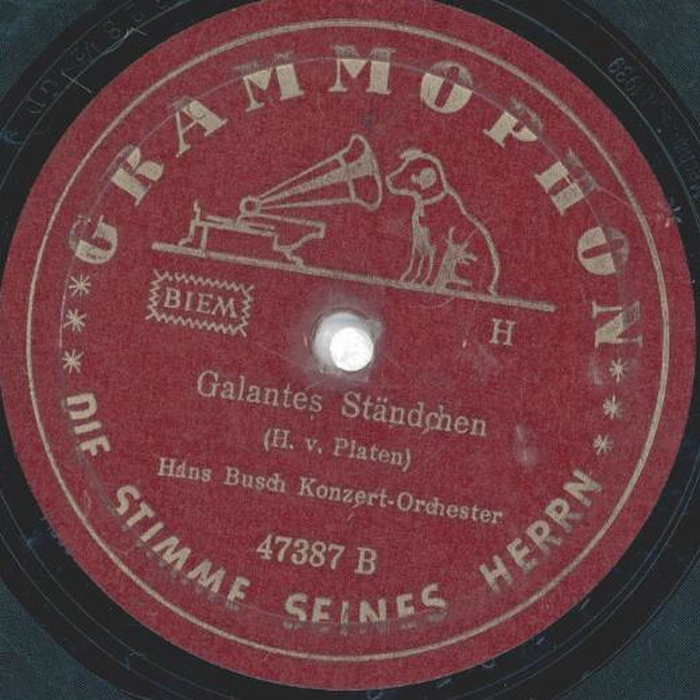 GRAMMOPHON
BIEM
H
Galantes Ständchen
(H. v. Platen)
Hans Busch Konzert-Orchester
47387 B
*** DIE STIMME SEINES HERRN ***